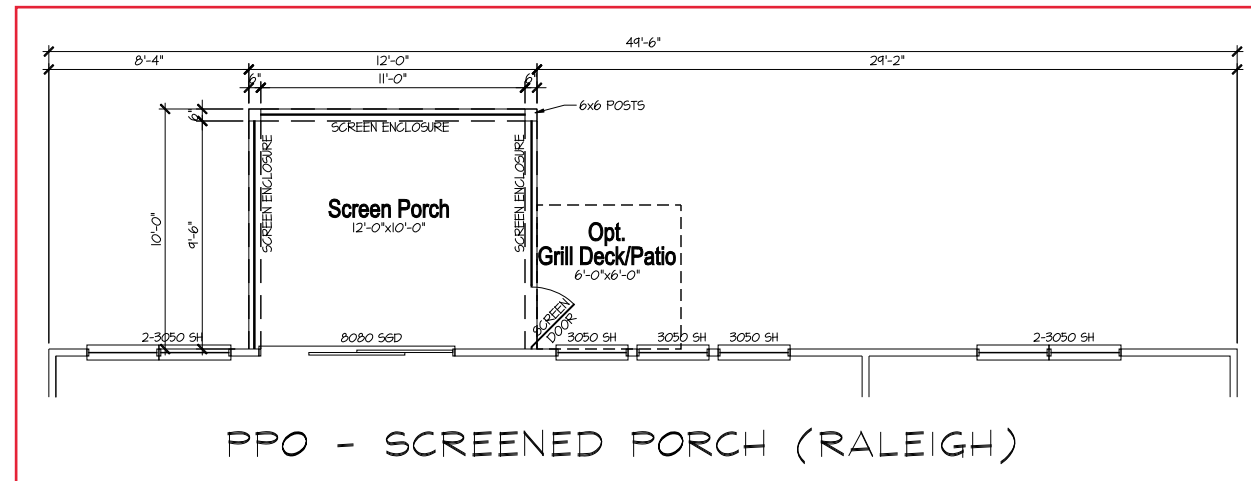 49'-6"
8'-4"
12'-0"
29'-2"
6"
11'-0"
6"
6x6 POSTS
6"
SCREEN ENCLOSURE
SCREEN ENCLOSURE
SCREEN ENCLOSURE
10'-0"
9'-6"
Screen Porch
12'-0"x10'-0"
Opt.
Grill Deck/Patio
6'-0"x6'-0"
SCREEN
DOOR
2-3050 SH
8080 SGD
3050 SH
3050 SH
3050 SH
2-3050 SH
PPO - SCREENED PORCH (RALEIGH)